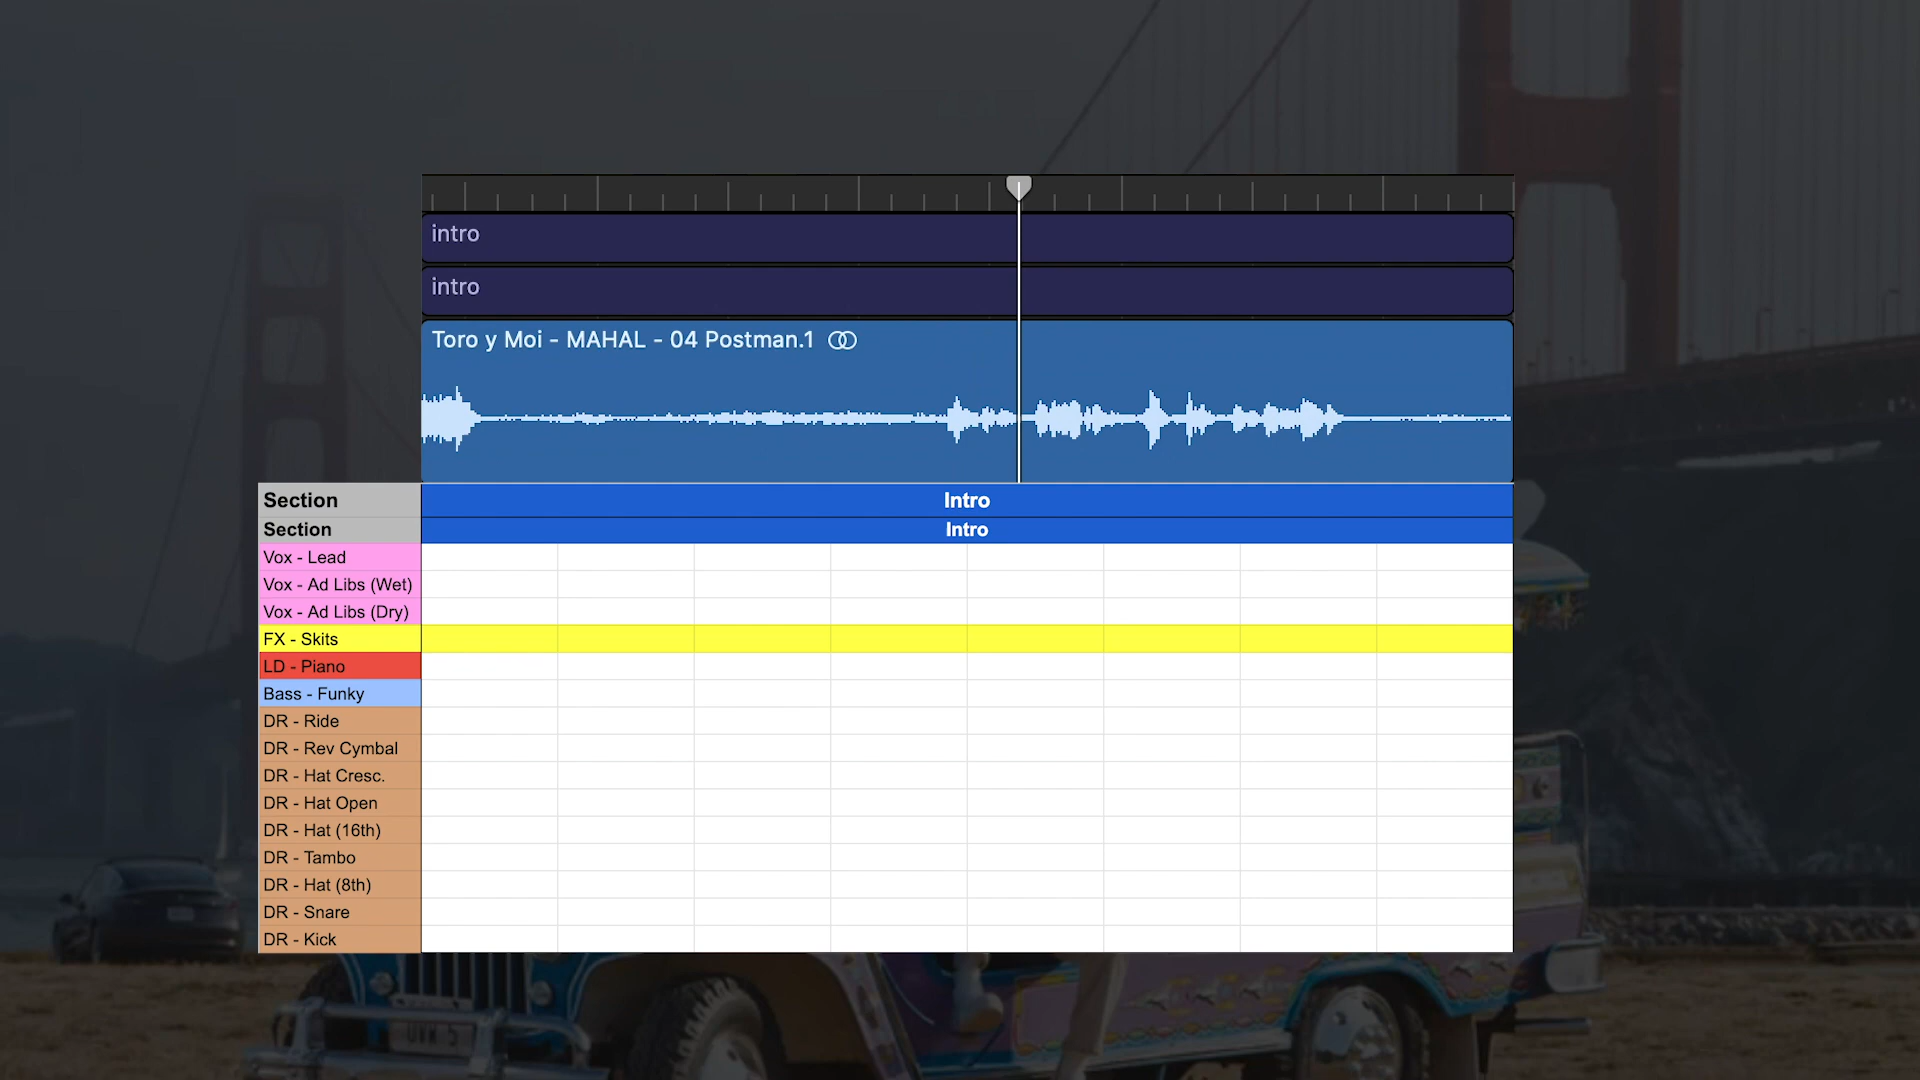 intro
intro
Toro y Moi - MAHAL - 04 Postman.1
Section Intro
Section Intro
Vox - Lead
Vox - Ad Libs (Wet)
Vox - Ad Libs (Dry)
FX - Skits
LD - Piano
Bass - Funky
DR - Ride
DR - Rev Cymbal
DR - Hat Cresc.
DR - Hat Open
DR - Hat (16th)
DR - Tambo
DR - Hat (8th)
DR - Snare
DR - Kick